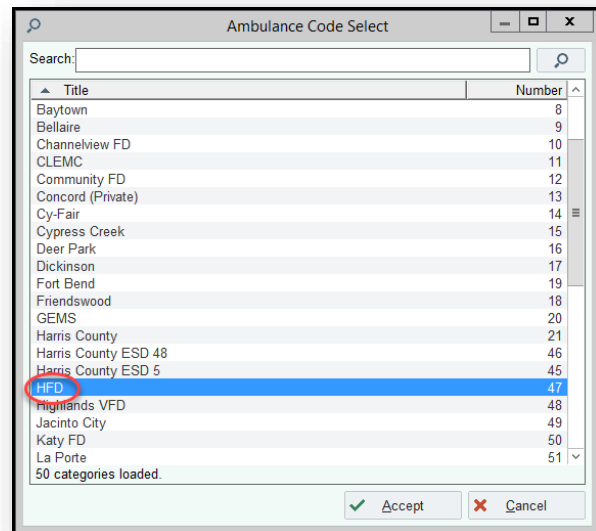 Ambulance Code Select
Search:
Title Number
Baytown 8
Bellaire 9
Channelview FD 10
CLEMC 11
Community FD 12
Concord (Private) 13
Cy-Fair 14
Cypress Creek 15
Deer Park 16
Dickinson 17
Fort Bend 19
Friendswood 18
GEMS 20
Harris County 21
Harris County ESD 48 46
Harris County ESD 5 45
HFD 47
Highlands VFD 48
Jacinto City 49
Katy FD 50
La Porte 51
50 categories loaded.
Accept Cancel